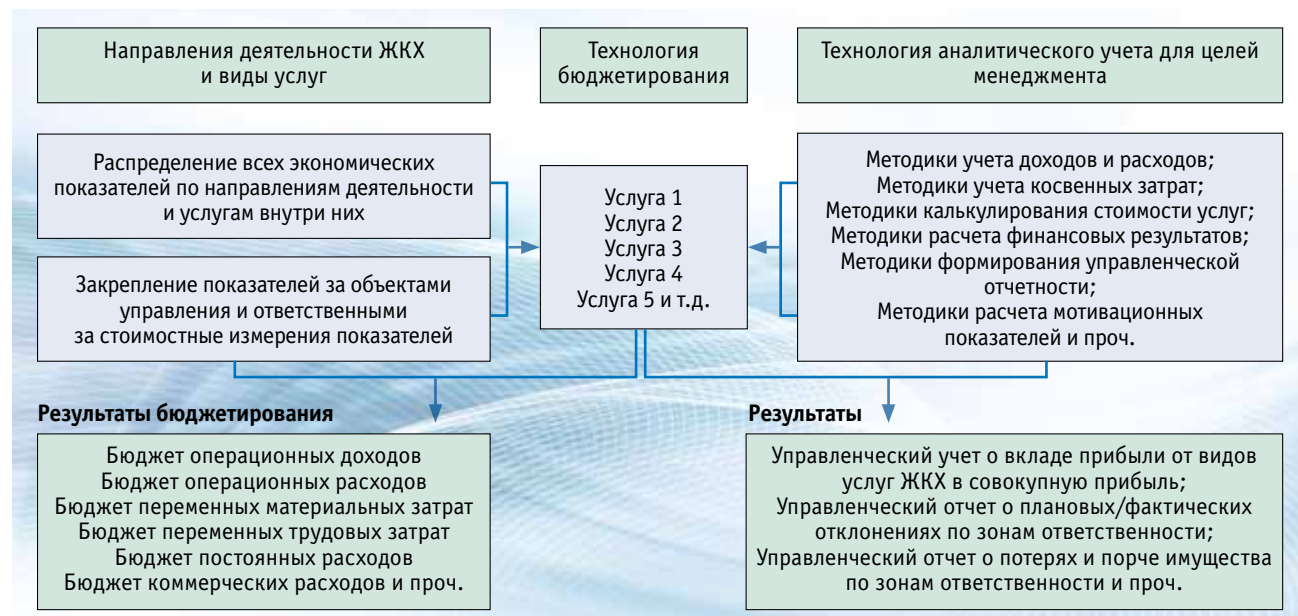 Направления деятельности ЖКХ
и виды услуг
Технология
бюджетирования
Технология аналитического учета для целей
менеджмента
Распределение всех экономических
показателей по направлениям деятельности
и услугам внутри них
Закрепление показателей за объектами
управления и ответственными
за стоимостные измерения показателей
Услуга 1
Услуга 2
Услуга 3
Услуга 4
Услуга 5 и т.д.
Методики учета доходов и расходов;
Методики учета косвенных затрат;
Методики калькулирования стоимости услуг;
Методики расчета финансовых результатов;
Методики формирования управленческой
отчетности;
Методики расчета мотивационных
показателей и проч.
Результаты бюджетирования
Бюджет операционных доходов
Бюджет операционных расходов
Бюджет переменных материальных затрат
Бюджет переменных трудовых затрат
Бюджет постоянных расходов
Бюджет коммерческих расходов и проч.
Результаты
Управленческий учет о вкладе прибыли от видов
услуг ЖКХ в совокупную прибыль;
Управленческий отчет о плановых/фактических
отклонениях по зонам ответственности;
Управленческий отчет о потерях и порче имущества
по зонам ответственности и проч.